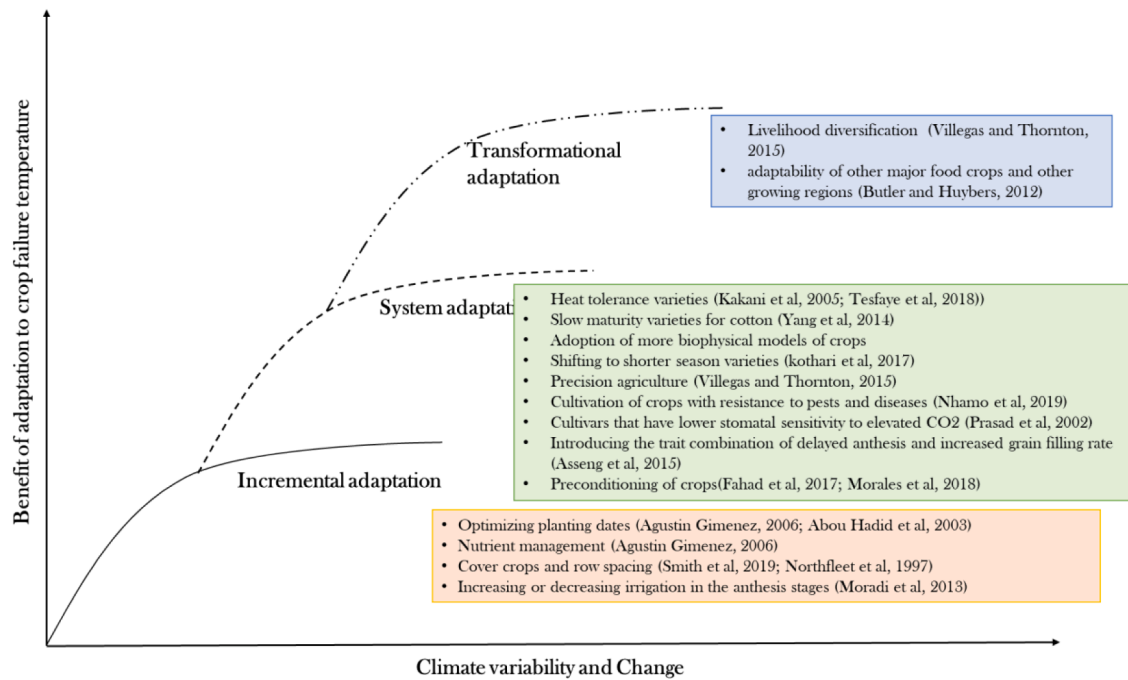 Benefit of adaptation to crop failure temperature
Transformational
adaptation
• Livelihood diversification (Villegas and Thornton,
2015)
• adaptability of other major food crops and other
growing regions (Butler and Huybers, 2012)
System adaptati
• Heat tolerance varieties (Kakani et al, 2005; Tesfaye et al, 2018))
• Slow maturity varieties for cotton (Yang et al, 2014)
• Adoption of more biophysical models of crops
• Shifting to shorter season varieties (kothari et al, 2017)
• Precision agriculture (Villegas and Thornton, 2015)
• Cultivation of crops with resistance to pests and diseases (Nhamo et al, 2019)
• Cultivars that have lower stomatal sensitivity to elevated CO2 (Prasad et al, 2002)
• Introducing the trait combination of delayed anthesis and increased grain filling rate
(Asseng et al, 2015)
• Preconditioning of crops(Fahad et al, 2017; Morales et al, 2018)
Incremental adaptation
• Optimizing planting dates (Agustin Gimenez, 2006; Abou Hadid et al, 2003)
• Nutrient management (Agustin Gimenez, 2006)
• Cover crops and row spacing (Smith et al, 2019; Northfleet et al, 1997)
• Increasing or decreasing irrigation in the anthesis stages (Moradi et al, 2013)
Climate variability and Change